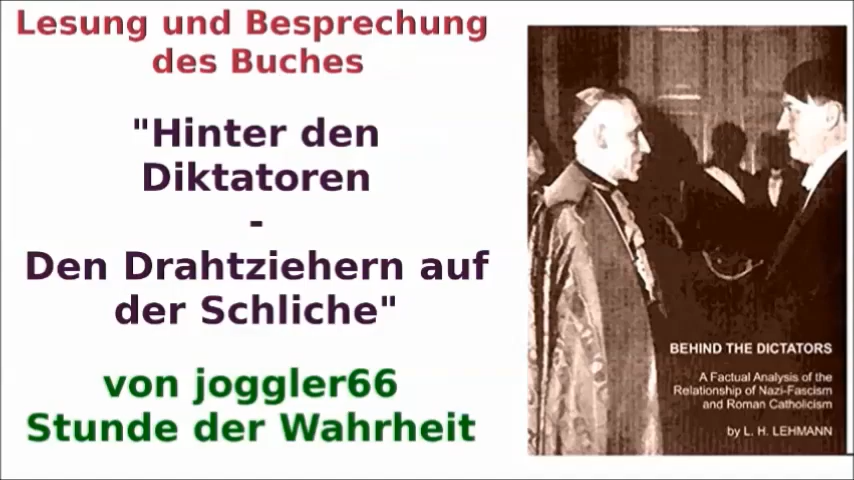 Lesung und Besprechung
des Buches
"Hinter den
Diktatoren
-
Den Drahtziehern auf
der Schliche"
von joggler66
Stunde der Wahrheit
BEHIND THE DICTATORS
A Factual Analysis of the
Relationship of Nazi-Fascism
and Roman Catholicism
by L. H. LEHMANN